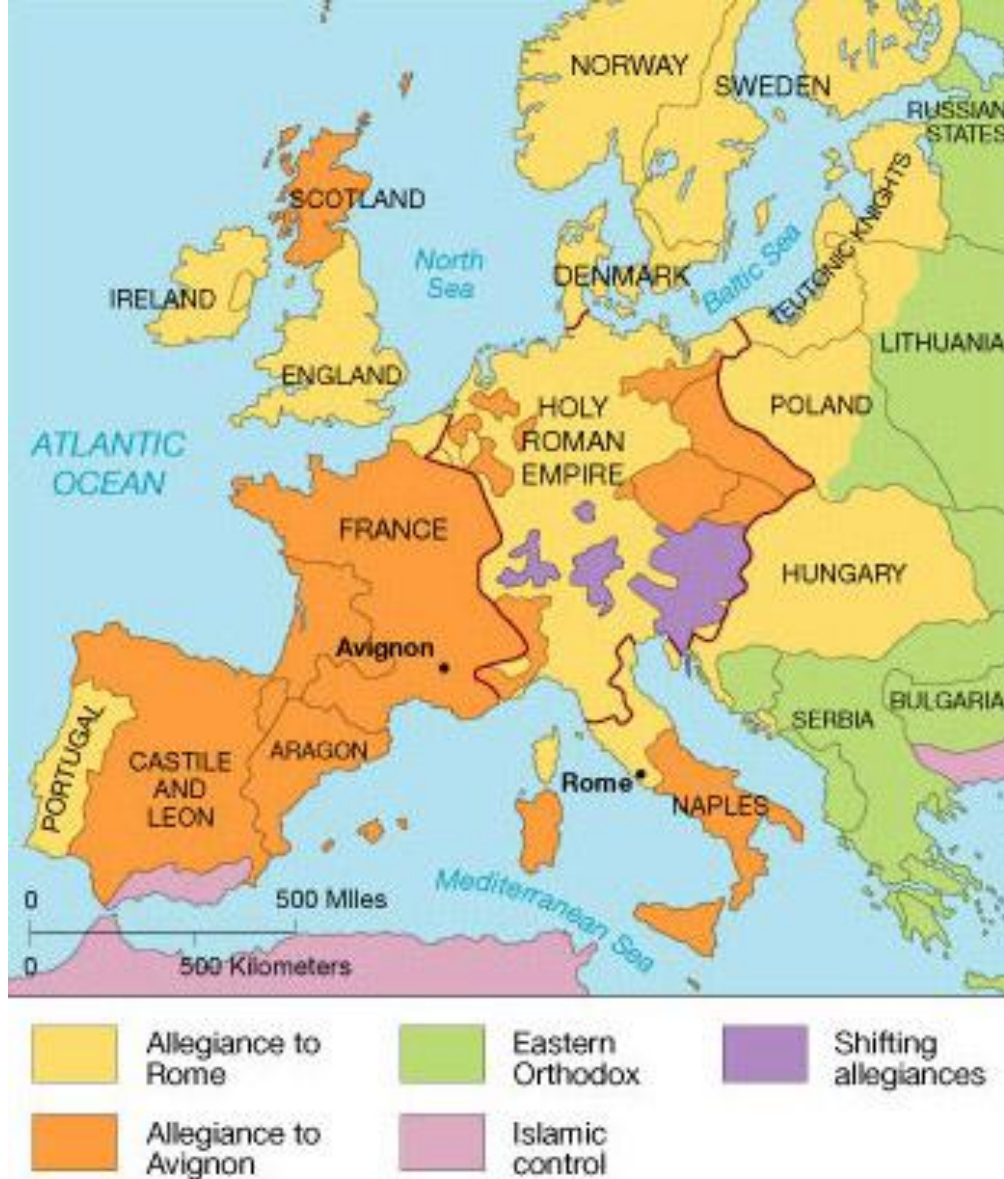 NORWAY
SWEDEN
RUSSIAN
STATES
SCOTLAND
North
Sea
DENMARK
Baltic Sea
TEUTONIC KNIGHTS
IRELAND
LITHUANIA
ENGLAND
HOLY
ROMAN
EMPIRE
POLAND
ATLANTIC
OCEAN
FRANCE
HUNGARY
Avignon
PORTUGAL
CASTILE
AND
LEON
ARAGON
BULGARIA
SERBIA
Rome
NAPLES
Mediterranean Sea
0 500 Miles
0 500 Kilometers
Allegiance to
Rome
Eastern
Orthodox
Shifting
allegiances
Allegiance to
Avignon
Islamic
control